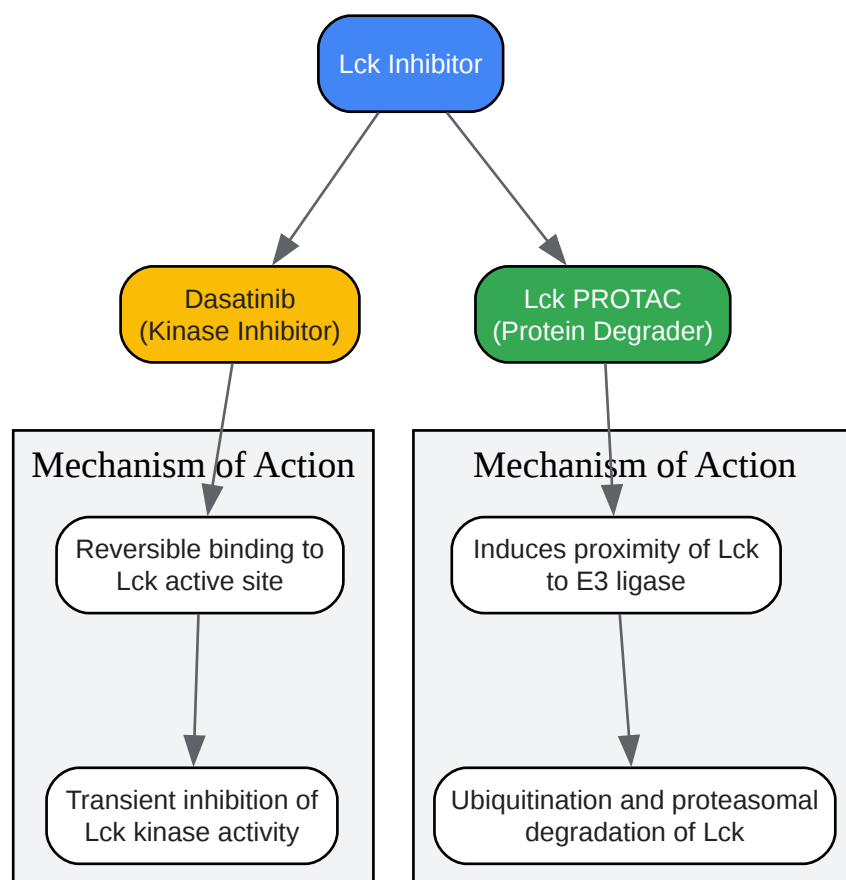 Lck Inhibitor
Dasatinib
(Kinase Inhibitor)
Lck PROTAC
(Protein Degrader)
Mechanism of Action
Reversible binding to
Lck active site
Transient inhibition of
Lck kinase activity
Mechanism of Action
Induces proximity of Lck
to E3 ligase
Ubiquitination and proteasomal
degradation of Lck